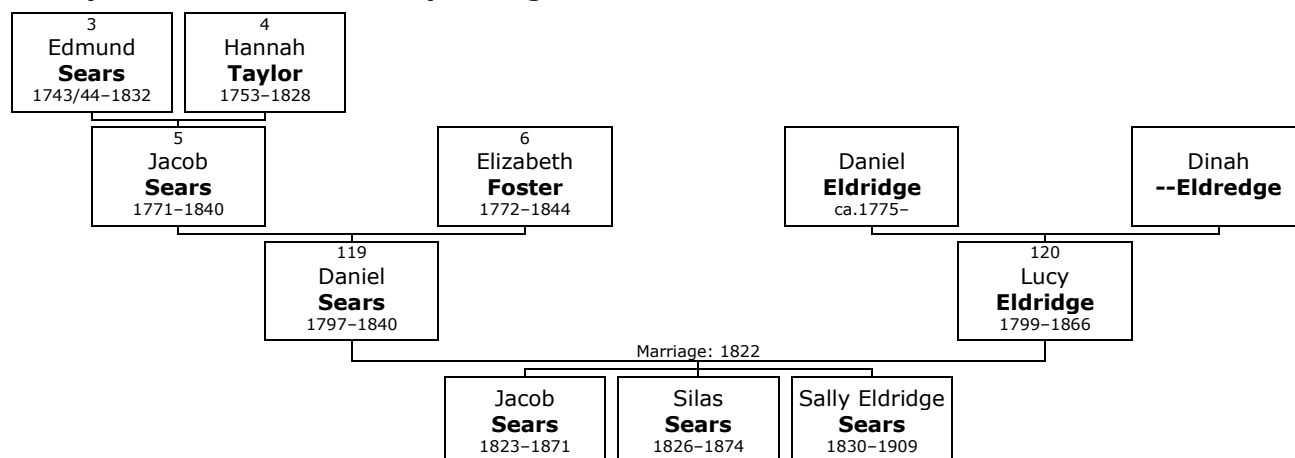 3
Edmund
Sears
1743/44–1832
4
Hannah
Taylor
1753–1828
5
Jacob
Sears
1771–1840
6
Elizabeth
Foster
1772–1844
Daniel
Eldridge
ca.1775–
Dinah
--Eldredge
119
Daniel
Sears
1797–1840
120
Lucy
Eldridge
1799–1866
Marriage: 1822
Jacob
Sears
1823–1871
Silas
Sears
1826–1874
Sally Eldridge
Sears
1830–1909